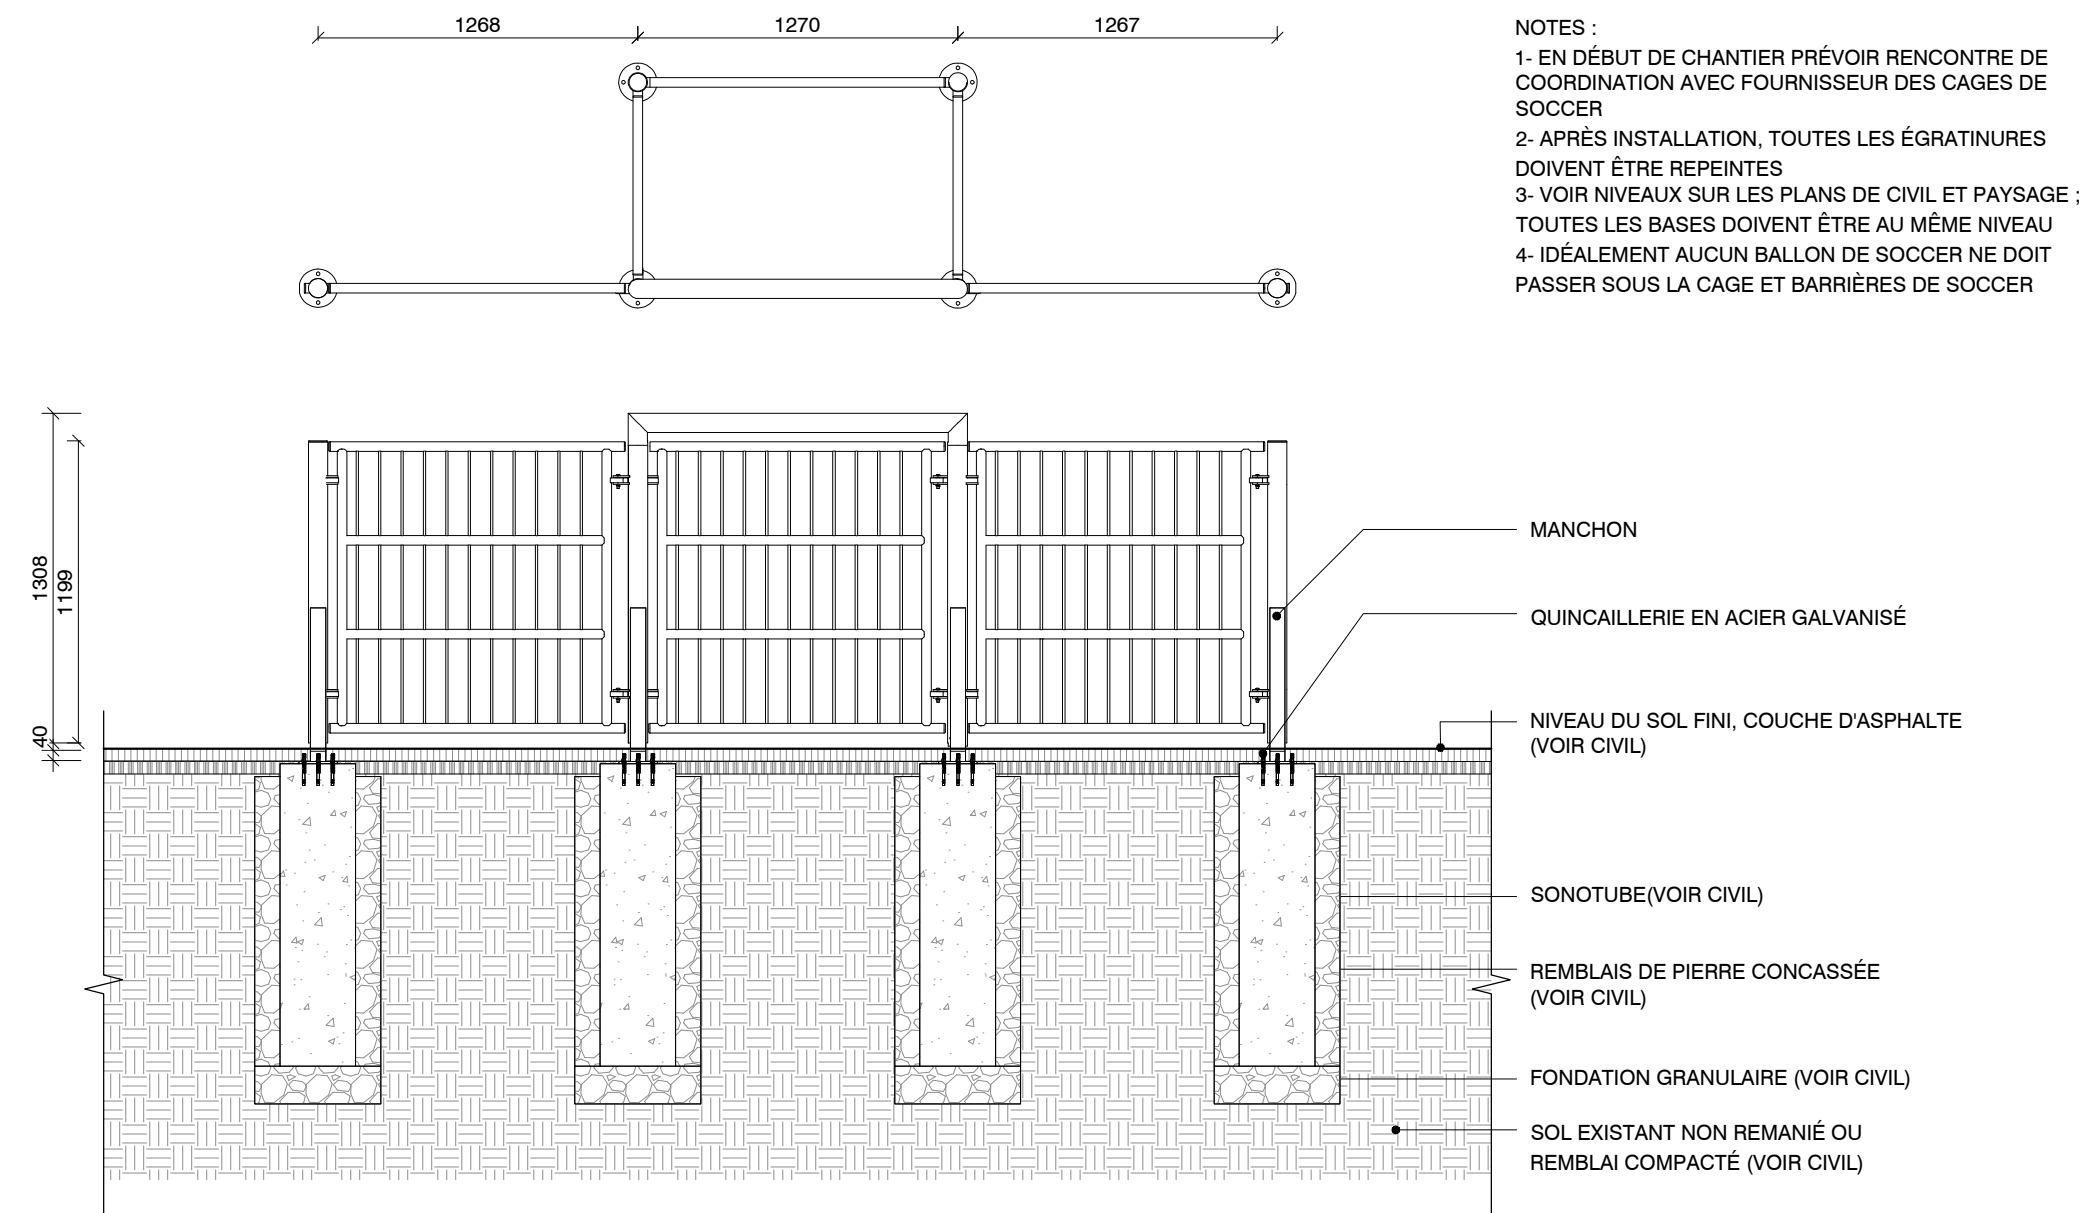 1268
1270
1267
NOTES :
1- EN DÉBUT DE CHANTIER PRÉVOIR RENCONTRE DE
COORDINATION AVEC FOURNISSEUR DES CAGES DE
SOCCER
2- APRÈS INSTALLATION, TOUTES LES ÉGRATINURES
DOIVENT ÊTRE REPEINTES
3- VOIR NIVEAUX SUR LES PLANS DE CIVIL ET PAYSAGE ;
TOUTES LES BASES DOIVENT ÊTRE AU MÊME NIVEAU
4- IDÉALEMENT AUCUN BALLON DE SOCCER NE DOIT
PASSER SOUS LA CAGE ET BARRIÈRES DE SOCCER
1308
1199
40
MANCHON
QUINCAILLERIE EN ACIER GALVANISÉ
NIVEAU DU SOL FINI, COUCHE D'ASPHALTE
(VOIR CIVIL)
SONOTUBE(VOIR CIVIL)
REMBLAIS DE PIERRE CONCASSÉE
(VOIR CIVIL)
FONDATION GRANULAIRE (VOIR CIVIL)
SOL EXISTANT NON REMANIÉ OU
REMBLAI COMPACTÉ (VOIR CIVIL)